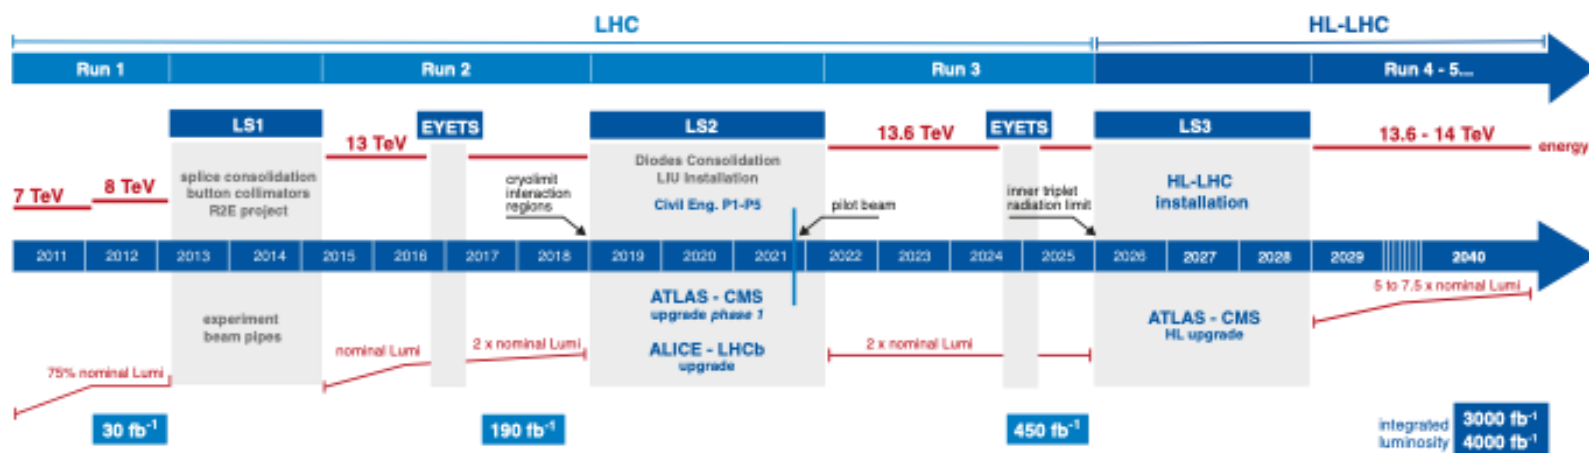 LHC
HL-LHC
Run 1
Run 2
Run 3
Run 4 - 5...
LS1
EYETS
LS2
EYETS
LS3
13 TeV
13.6 TeV
13.6 - 14 TeV
energy
7 TeV
8 TeV
splice consolidation
button collimators
R2E project
cryolimit
interaction
regions
Diodes Consolidation
LIU Installation
Civil Eng. P1-P5
pilot beam
inner triplet
radiation limit
HL-LHC
installation
2011
2012
2013
2014
2015
2016
2017
2018
2019
2020
2021
2022
2023
2024
2025
2026
2027
2028
2029
2040
5 to 7.5 x nominal Lumi
experiment
beam pipes
ATLAS - CMS
upgrade phase 1
ALICE - LHCb
upgrade
ATLAS - CMS
HL upgrade
75% nominal Lumi
nominal Lumi
2 x nominal Lumi
2 x nominal Lumi
30 fb⁻¹
190 fb⁻¹
450 fb⁻¹
integrated
luminosity
3000 fb⁻¹
4000 fb⁻¹